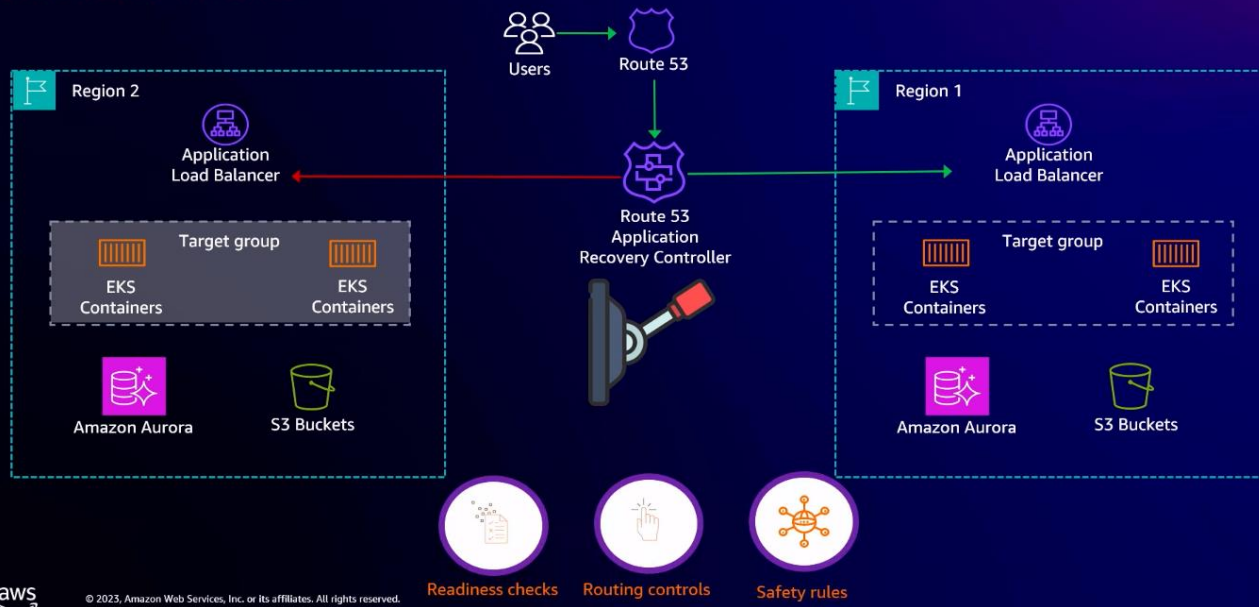 Users
Route 53
Region 2
Region 1
Application
Load Balancer
Application
Load Balancer
Route 53
Application
Recovery Controller
Target group
EKS
Containers
EKS
Containers
Target group
EKS
Containers
EKS
Containers
Amazon Aurora
S3 Buckets
Amazon Aurora
S3 Buckets
Readiness checks
Routing controls
Safety rules
aws
© 2023, Amazon Web Services, Inc. or its affiliates. All rights reserved.